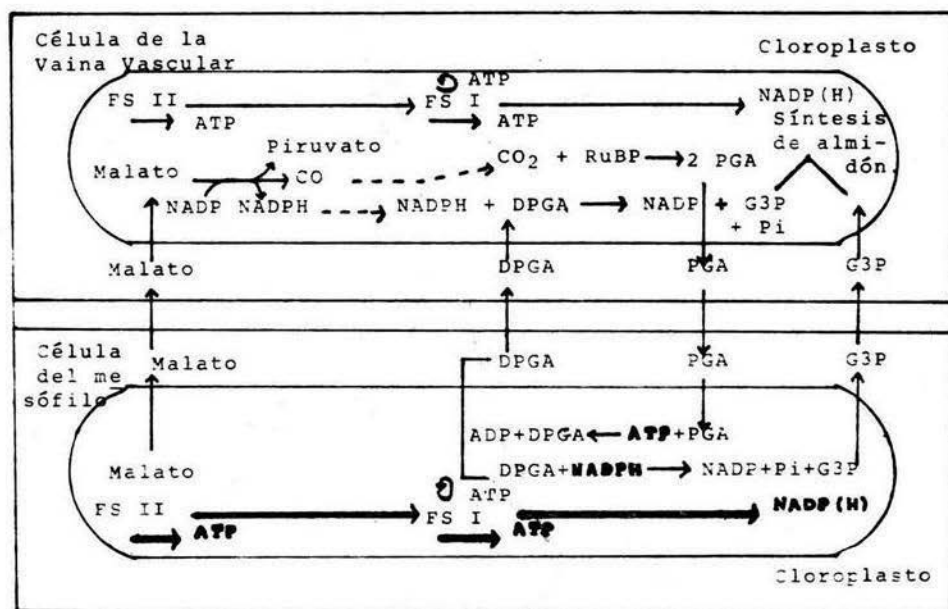 Célula de la
Vaina Vascular
Cloroplasto
ATP
FS II FS I NADP(H)
ATP ATP
Síntesis
de almi-
dón
Piruvato
CO2 + RuBP 2 PGA
Malato CO
NADP NADPH NADPH + DPGA NADP + G3P
+ Pi
Malato DPGA PGA G3P
Célula
del me
sófilo
Malato DPGA PGA G3P
ADP+DPGA ATP+PGA
Malato DPGA+NADPH NADP+Pi+G3P
ATP
FS II FS I NADP(H)
ATP ATP
Cloroplasto